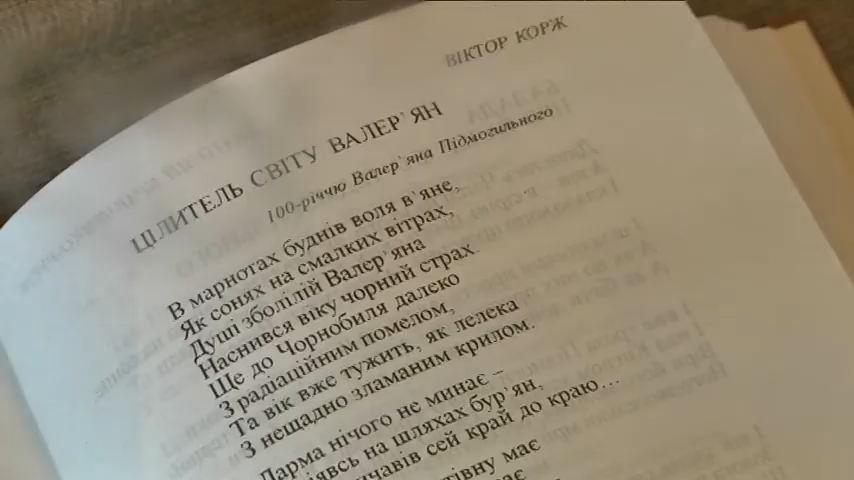 ВІКТОР КОРЖ
ЦІЛИТЕЛЬ СВІТУ ВАЛЕР'ЯН
100-річчю Валер'яна Підмогильного
В марнотах буднів воля в'яне,
Як сонях на смалких вітрах,
Душі зболілій Валер'яна
Наснився віку чорний страх
Ще до Чорнобиля далеко
З радіаційним помелом,
Та вік вже тужить, як лелека
З нещадно зламаним крилом.
Дарма нічого не минає –
на шляхах бур'ян,
сей край до краю...
має